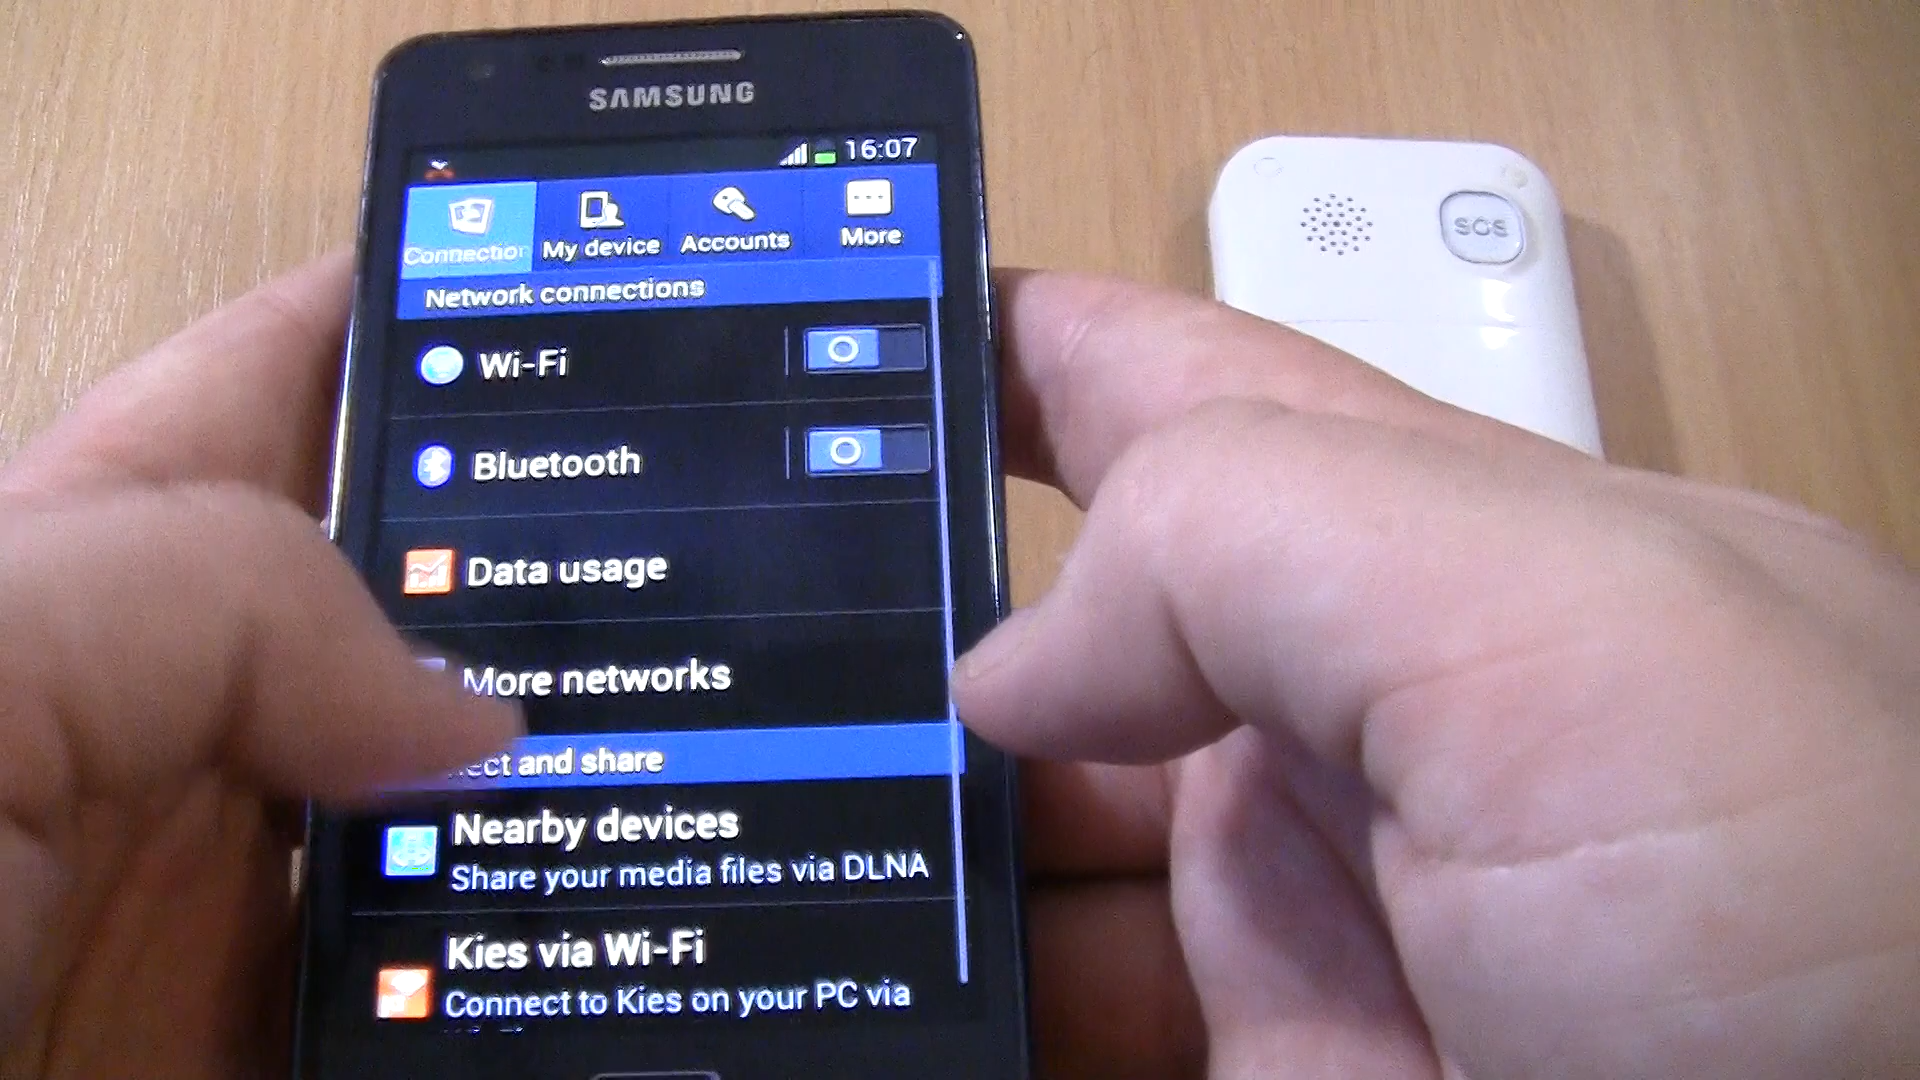 SAMSUNG
16:07
Connection
My device
Accounts
More
SOS
Network connections
Wi-Fi
Bluetooth
Data usage
More networks
and share
Nearby devices
Share your media files via DLNA
Kies via Wi-Fi
Connect to Kies on your PC via